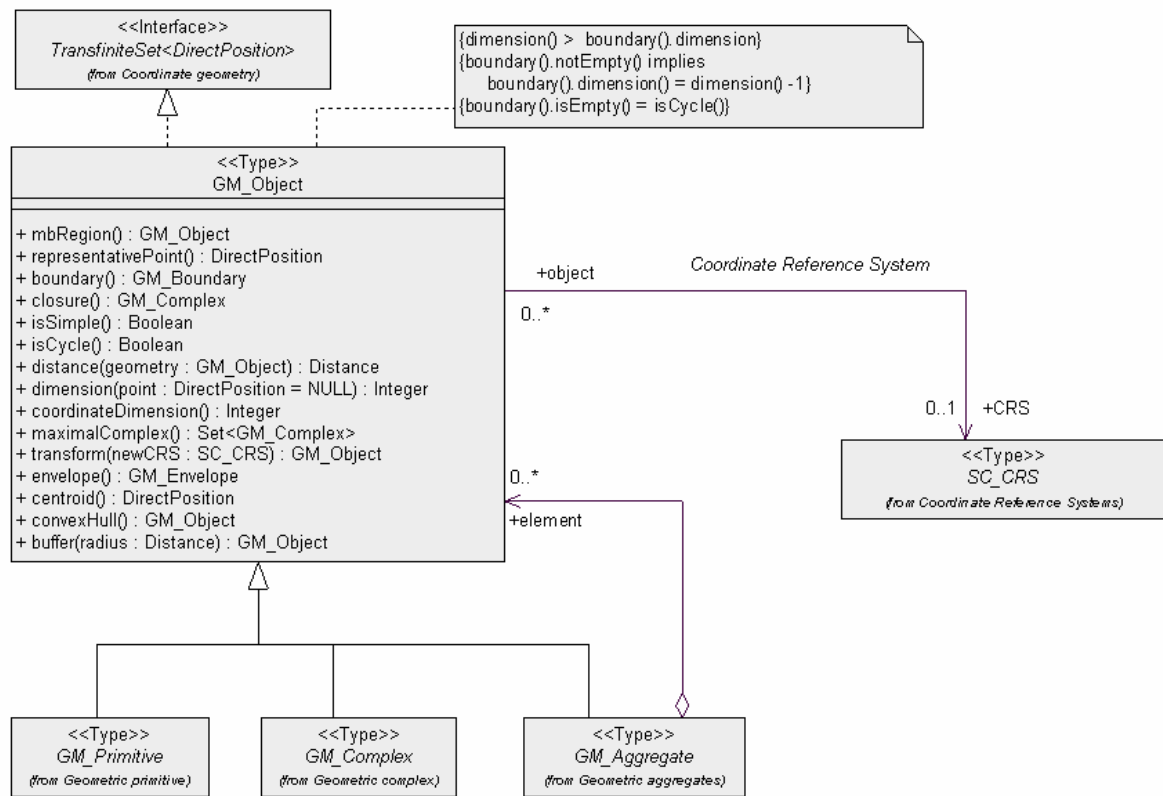 <<Interface>>
TransfiniteSet<DirectPosition>
(from Coordinate geometry)
{dimension() > boundary().dimension}
{boundary().notEmpty() implies
boundary().dimension() = dimension() -1}
{boundary().isEmpty() = isCycle()}
<<Type>>
GM_Object
+ mbRegion() : GM_Object
+ representativePoint() : DirectPosition
+ boundary() : GM_Boundary
+ closure() : GM_Complex
+ isSimple() : Boolean
+ isCycle() : Boolean
+ distance(geometry : GM_Object) : Distance
+ dimension(point : DirectPosition = NULL) : Integer
+ coordinateDimension() : Integer
+ maximalComplex() : Set<GM_Complex>
+ transform(newCRS : SC_CRS) : GM_Object
+ envelope() : GM_Envelope
+ centroid() : DirectPosition
+ convexHull() : GM_Object
+ buffer(radius : Distance) : GM_Object
+object
Coordinate Reference System
0..*
0..1 +CRS
<<Type>>
SC_CRS
(from Coordinate Reference Systems)
0..*
+element
<<Type>>
GM_Primitive
(from Geometric primitive)
<<Type>>
GM_Complex
(from Geometric complex)
<<Type>>
GM_Aggregate
(from Geometric aggregates)